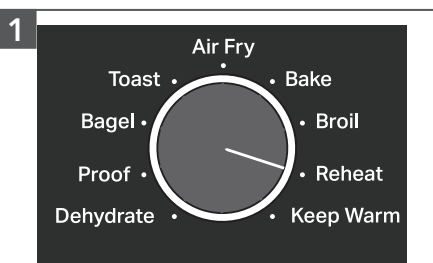 1
Air Fry
Toast Bake
Bagel Broil
Proof Reheat
Dehydrate Keep Warm